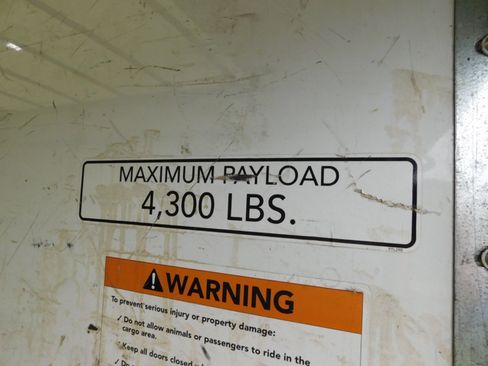 MAXIMUM PAYLOAD
4,300 LBS.
WARNING
To prevent serious injury or property damage:
✓ Do not allow animals or passengers to ride in the
cargo area.
Keep all doors closed